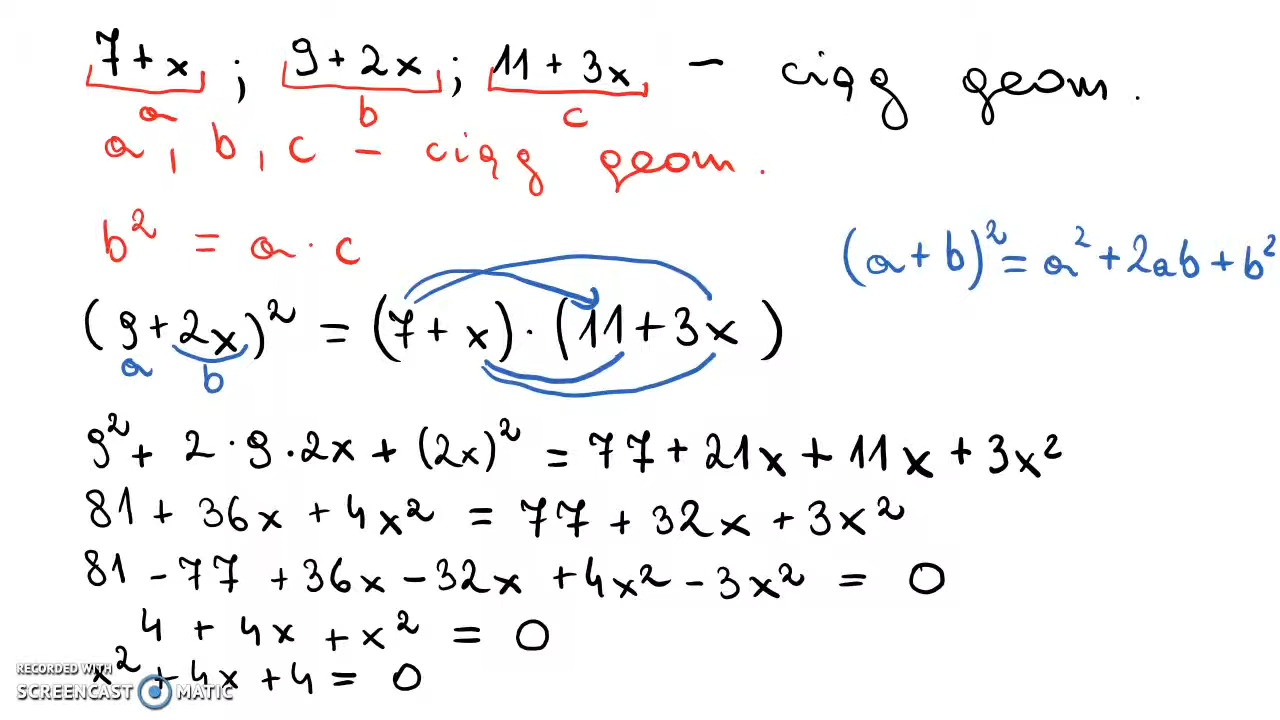 7 + x ; 9 + 2x ; 11 + 3x - ciąg geom.
a b c
a, b, c - ciąg geom.
b² = a · c
(a + b)² = a² + 2ab + b²
(9 + 2x)² = (7 + x) · (11 + 3x)
a b
9² + 2 · 9 · 2x + (2x)² = 77 + 21x + 11x + 3x²
81 + 36x + 4x² = 77 + 32x + 3x²
81 - 77 + 36x - 32x + 4x² - 3x² = 0
4 + 4x + x² = 0
x² + 4x + 4 = 0
RECORDED WITH
SCREENCAST MATIC